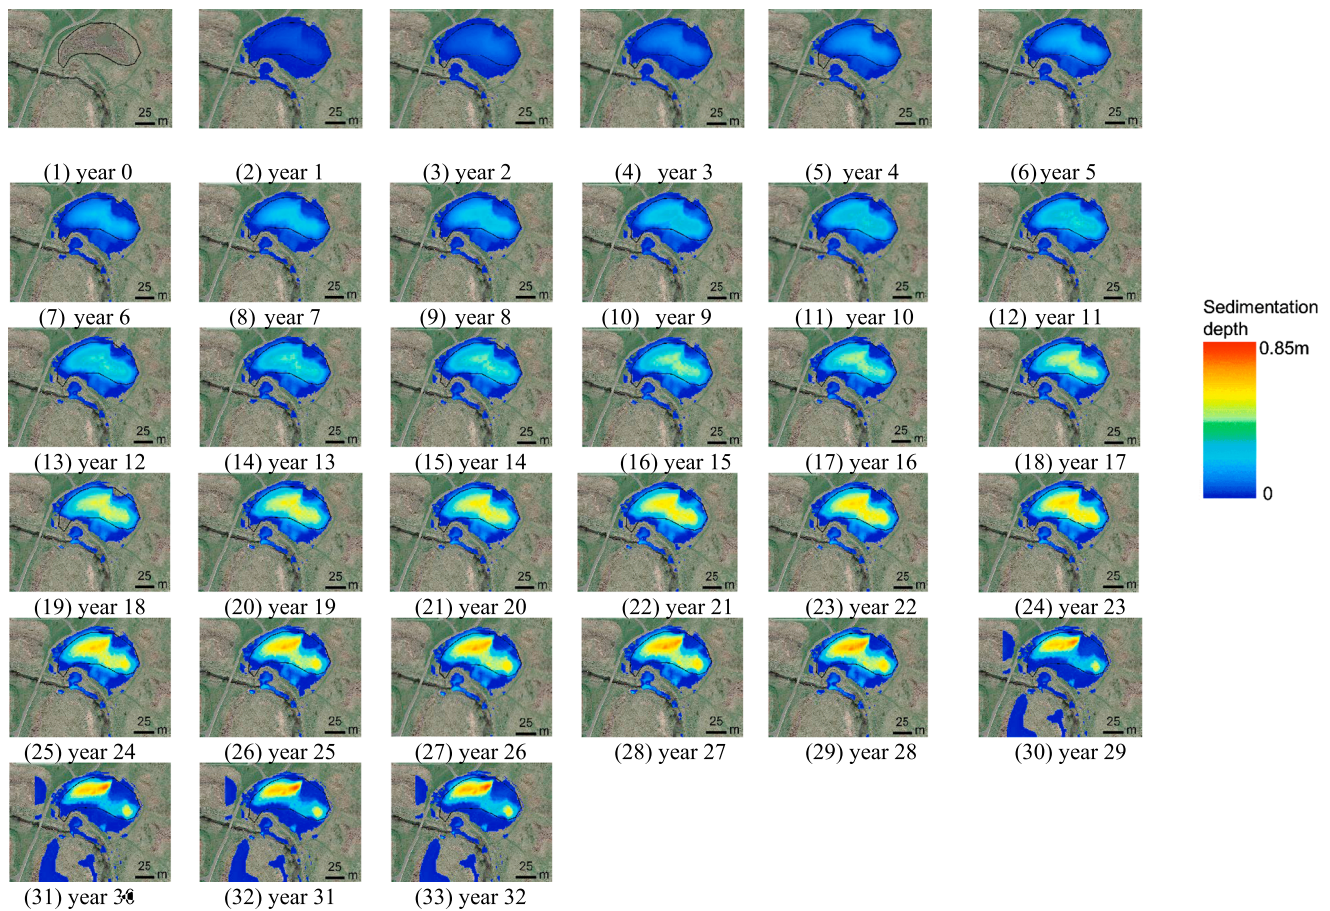 25 m 25 m 25 m 25 m 25 m 25 m
(1) year 0 (2) year 1 (3) year 2 (4) year 3 (5) year 4 (6) year 5
25 m 25 m 25 m 25 m 25 m 25 m
(7) year 6 (8) year 7 (9) year 8 (10) year 9 (11) year 10 (12) year 11
Sedimentation
depth
0.85m
0
25 m 25 m 25 m 25 m 25 m 25 m
(13) year 12 (14) year 13 (15) year 14 (16) year 15 (17) year 16 (18) year 17
25 m 25 m 25 m 25 m 25 m 25 m
(19) year 18 (20) year 19 (21) year 20 (22) year 21 (23) year 22 (24) year 23
25 m 25 m 25 m 25 m 25 m 25 m
(25) year 24 (26) year 25 (27) year 26 (28) year 27 (29) year 28 (30) year 29
25 m 25 m 25 m
(31) year 30 (32) year 31 (33) year 32